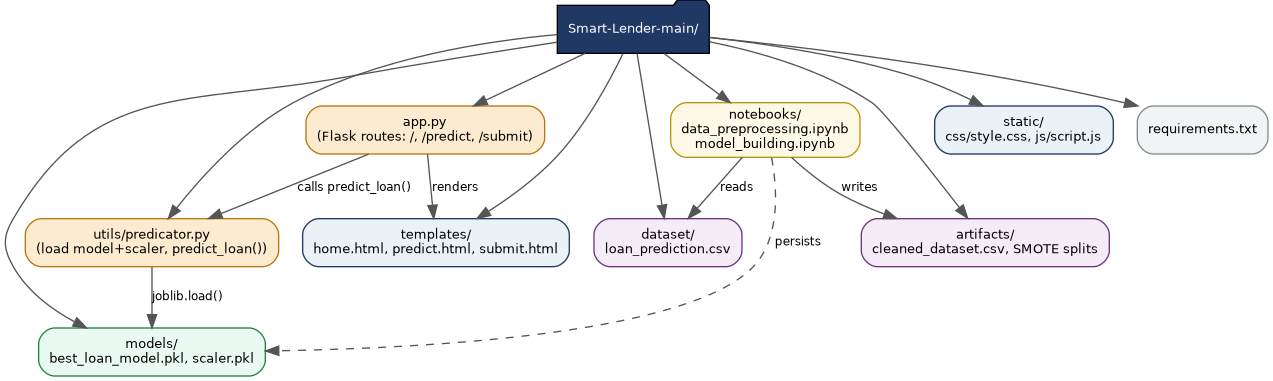 Smart-Lender-main/
app.py
(Flask routes: /, /predict, /submit)
notebooks/
data_preprocessing.ipynb
model_building.ipynb
static/
css/style.css, js/script.js
requirements.txt
calls predict_loan()
renders
reads
writes
utils/predicator.py
(load model+scaler, predict_loan())
templates/
home.html, predict.html, submit.html
dataset/
loan_prediction.csv
artifacts/
cleaned_dataset.csv, SMOTE splits
persists
joblib.load()
models/
best_loan_model.pkl, scaler.pkl